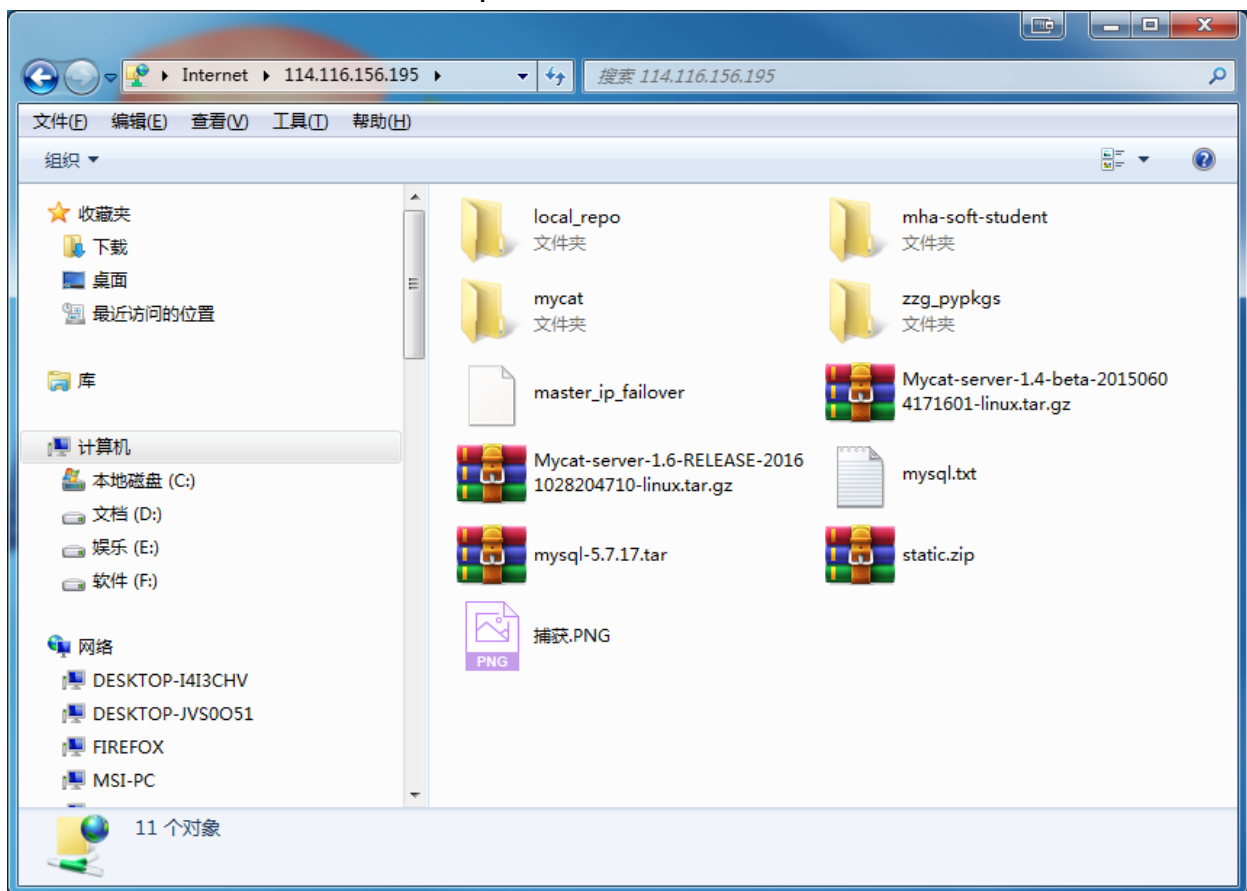 Internet 114.116.156.195
搜索 114.116.156.195
文件(F) 编辑(E) 查看(V) 工具(T) 帮助(H)
组织
收藏夹
下载
桌面
最近访问的位置
库
计算机
本地磁盘 (C:)
文档 (D:)
娱乐 (E:)
软件 (F:)
网络
DESKTOP-I4I3CHV
DESKTOP-JVS0O51
FIREFOX
MSI-PC
local_repo
文件夹
mha-soft-student
文件夹
mycat
文件夹
zzg_pypkgs
文件夹
master_ip_failover
Mycat-server-1.4-beta-2015060
4171601-linux.tar.gz
Mycat-server-1.6-RELEASE-2016
1028204710-linux.tar.gz
mysql.txt
mysql-5.7.17.tar
static.zip
PNG
捕获.PNG
11 个对象